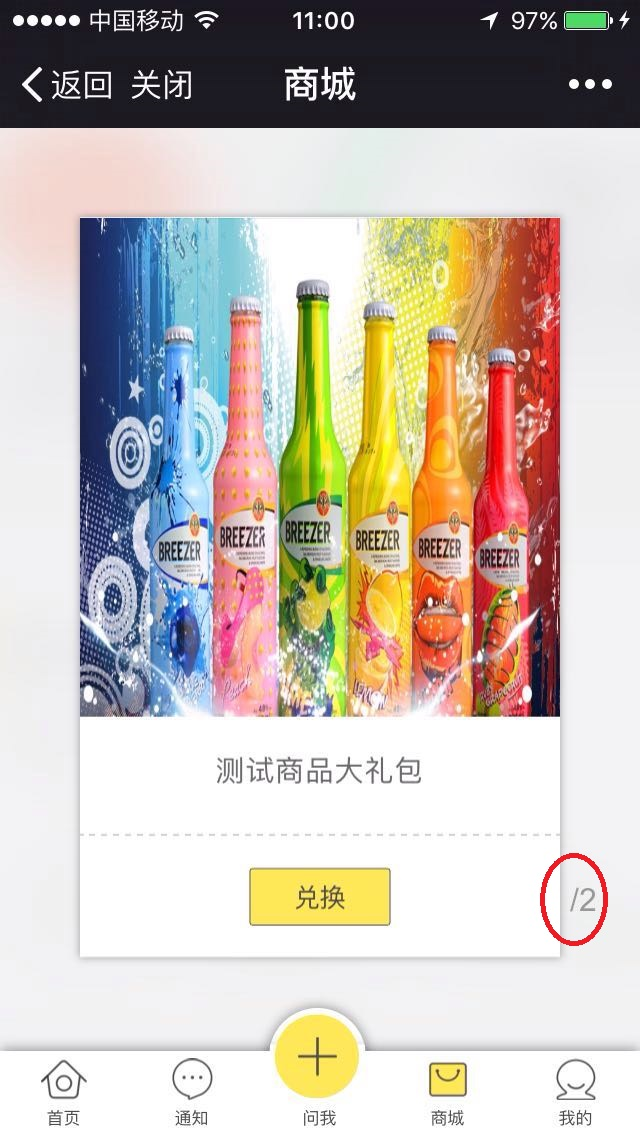 中国移动 11:00 97%
返回 关闭 商城
BREEZER BREEZER BREEZER BREEZER BREEZER BREEZER
LEMON
测试商品大礼包
兑换
/2
首页 通知 问我 商城 我的